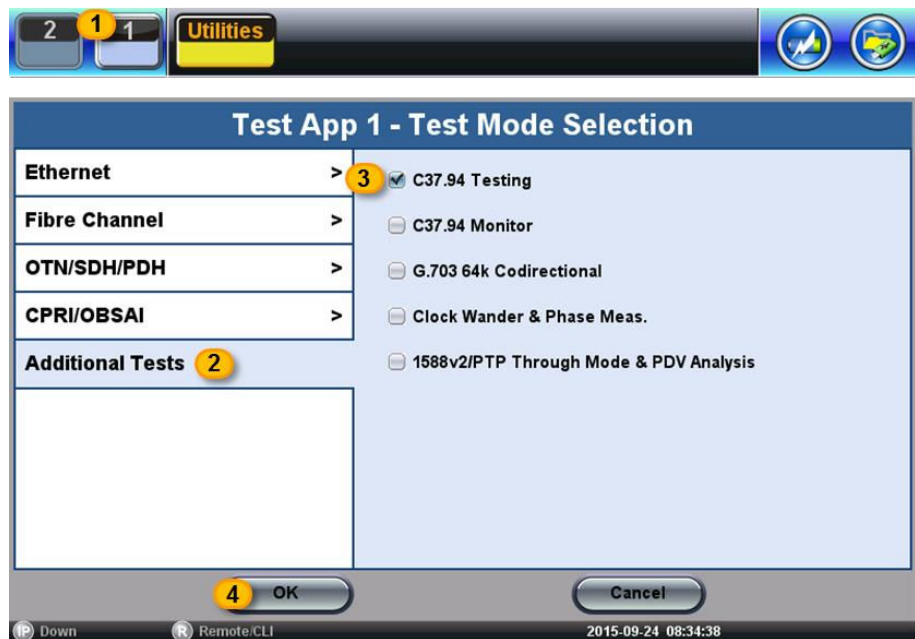 2 1 1 Utilities
Test App 1 - Test Mode Selection
Ethernet >
Fibre Channel >
OTN/SDH/PDH >
CPRI/OBSAI >
Additional Tests 2
3 C37.94 Testing
C37.94 Monitor
G.703 64k Codirectional
Clock Wander & Phase Meas.
1588v2/PTP Through Mode & PDV Analysis
4 OK Cancel
IP Down R Remote/CLI 2015-09-24 08:34:38